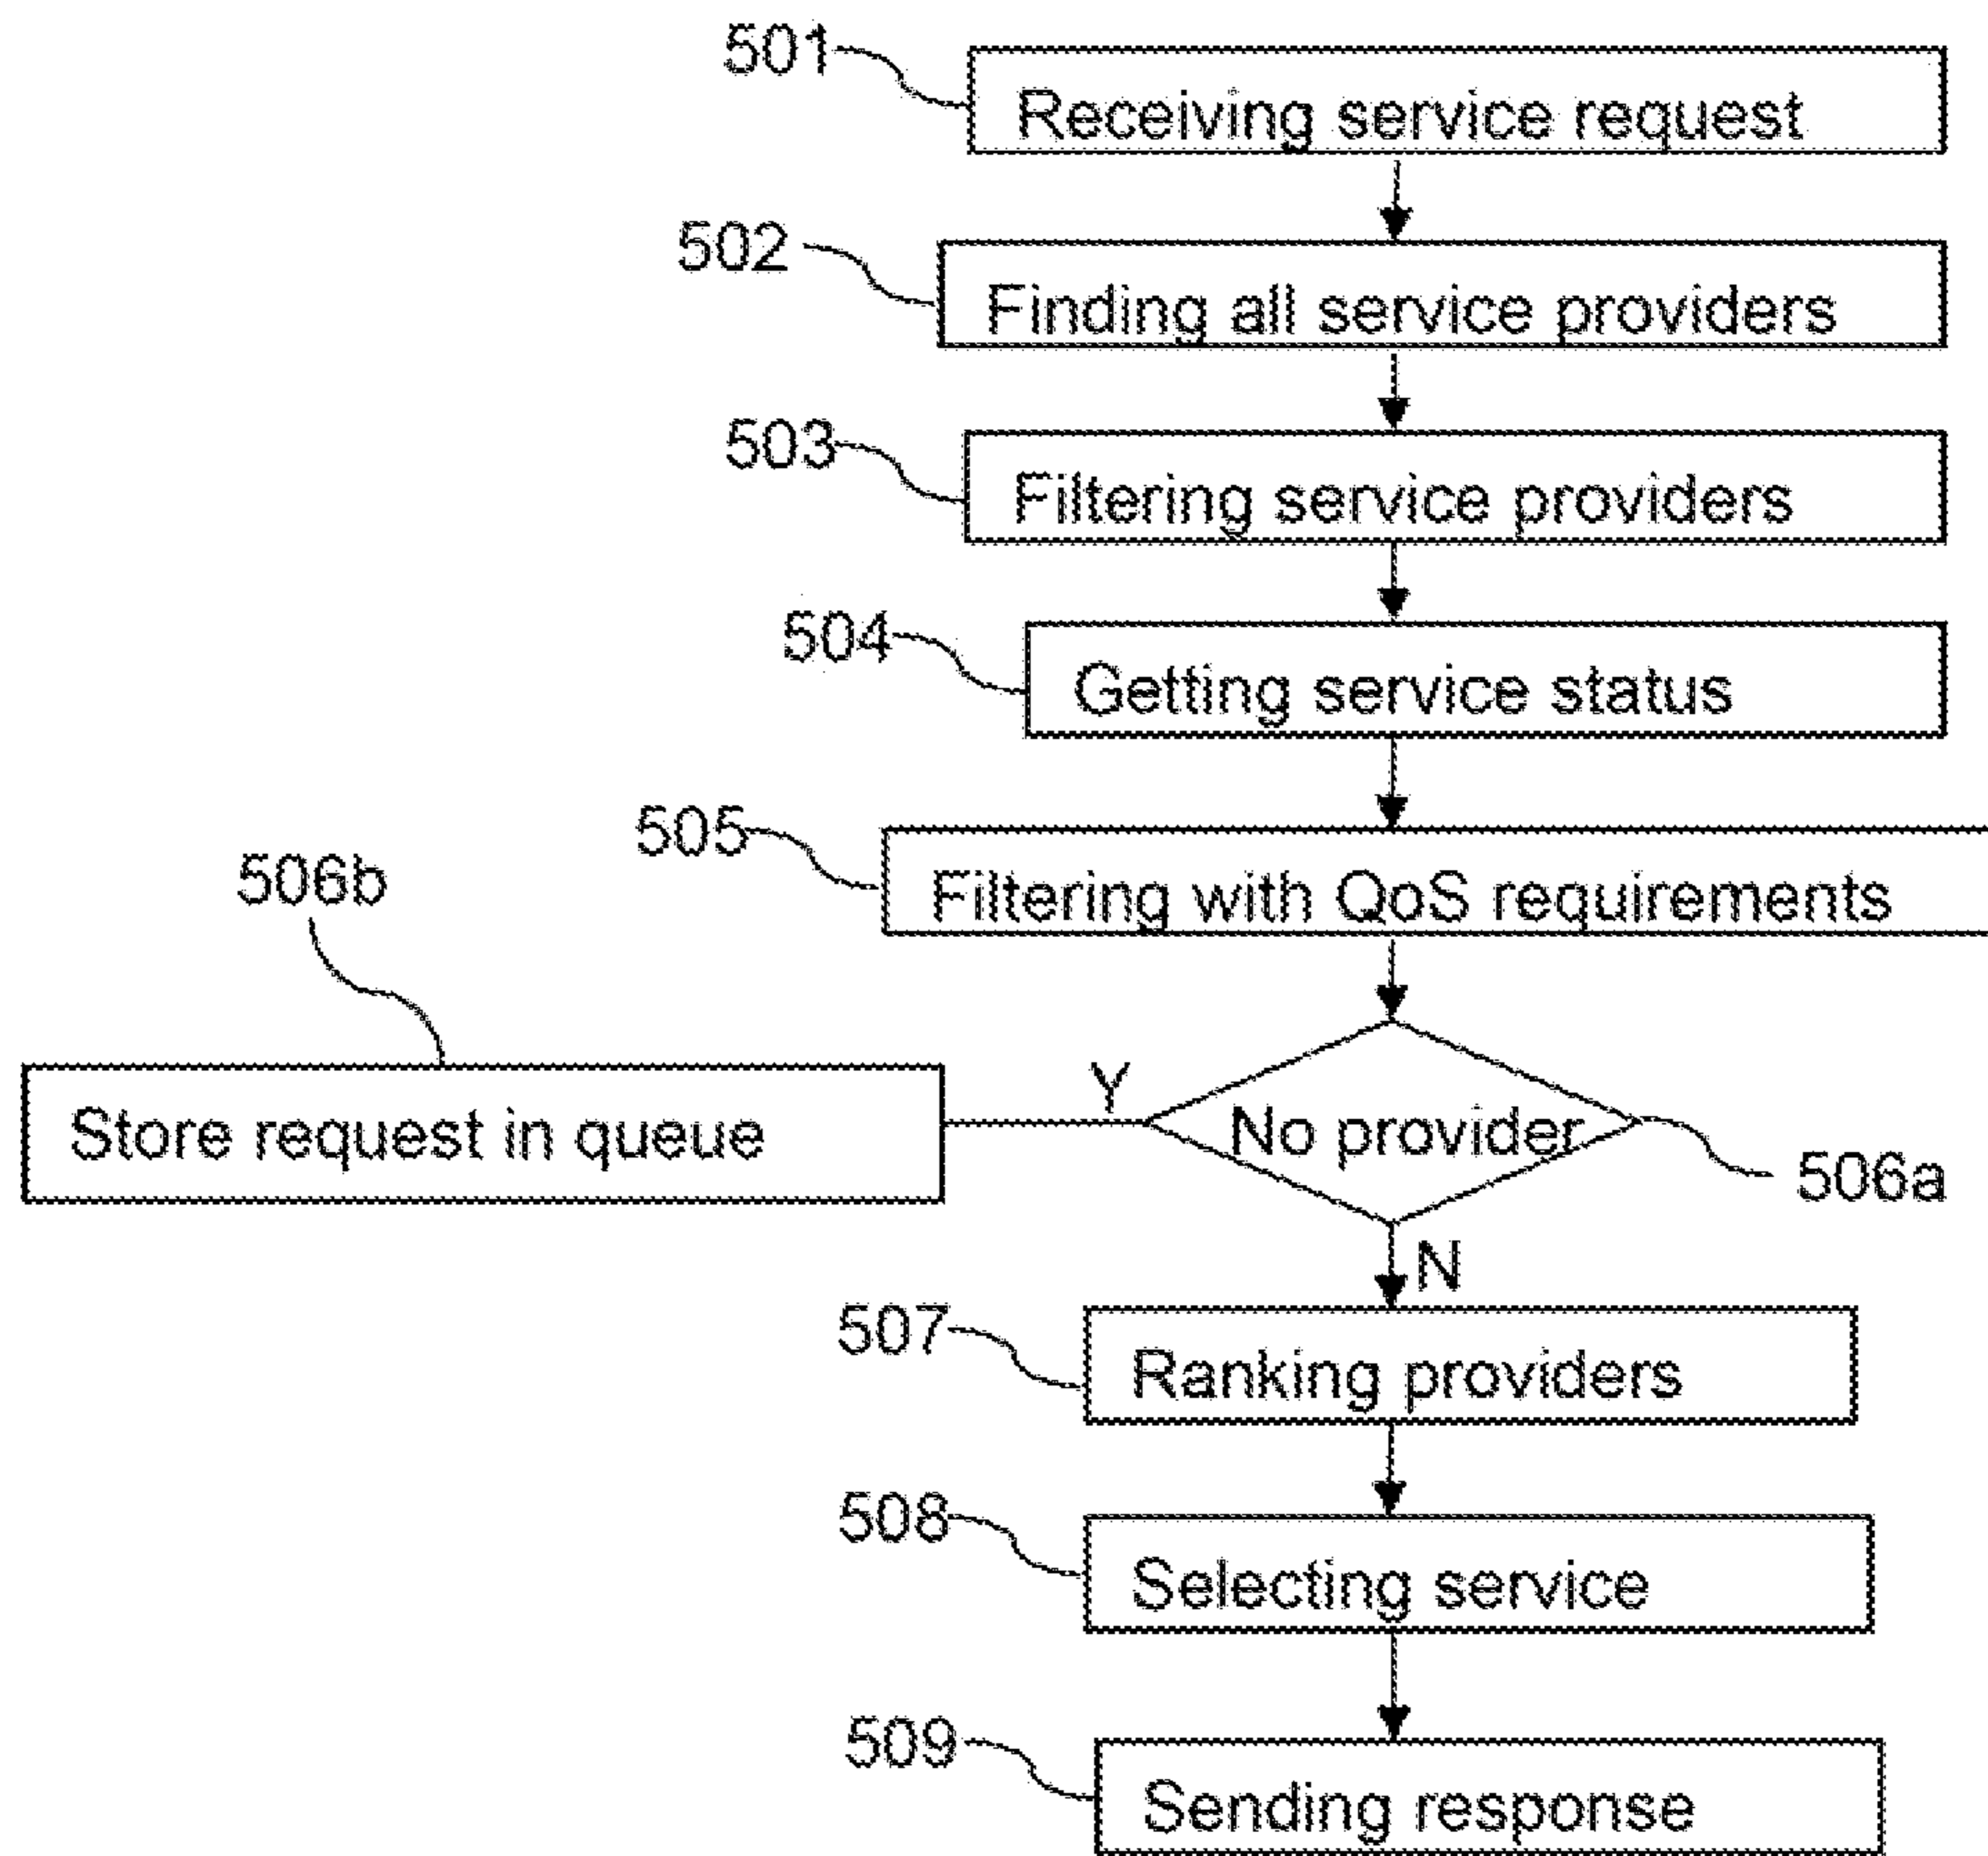 501
Receiving service request
502
Finding all service providers
503
Filtering service providers
504
Getting service status
505
Filtering with QoS requirements
506b
Store request in queue
Y
No provider
506a
N
507
Ranking providers
508
Selecting service
509
Sending response